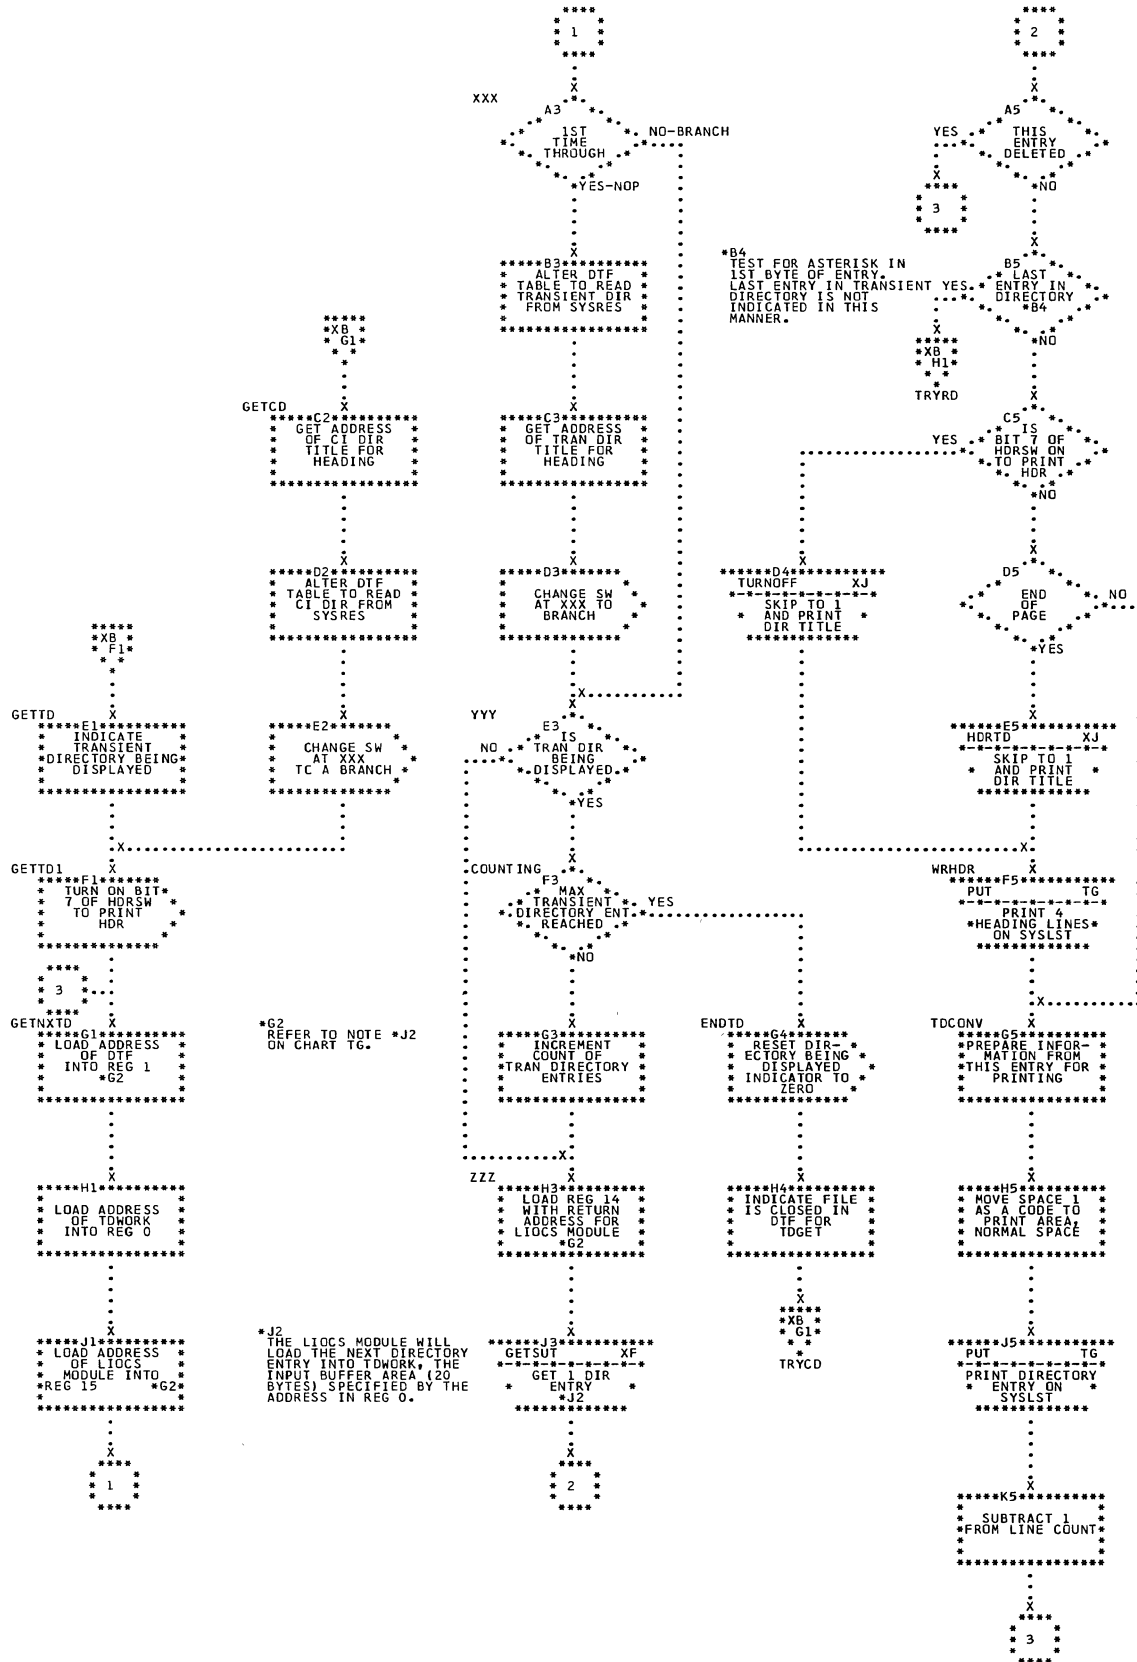 1
2
XXX
A3
1ST
TIME
THROUGH
NO-BRANCH
YES-NOP
A5
THIS
ENTRY
DELETED
YES
NO
3
B3
ALTER DTF
TABLE TO READ
TRANSIENT DIR
FROM SYSRES
*B4
TEST FOR ASTERISK IN
1ST BYTE OF ENTRY.
LAST ENTRY IN TRANSIENT
DIRECTORY IS NOT
INDICATED IN THIS
MANNER.
YES
B5
LAST
ENTRY IN
DIRECTORY
*B4
NO
XB
H1
TRYRD
XB
G1
GETCD
C2
GET ADDRESS
OF CI DIR
TITLE FOR
HEADING
C3
GET ADDRESS
OF TRAN DIR
TITLE FOR
HEADING
C5
IS
BIT 7 OF
HDRSW ON
TO PRINT
HDR
YES
NO
D2
ALTER DTF
TABLE TO READ
CI DIR FROM
SYSRES
D3
CHANGE SW
AT XXX TO
BRANCH
D4
TURNOFF XJ
SKIP TO 1
AND PRINT
DIR TITLE
D5
END
OF
PAGE
NO
YES
XB
F1
GETTD
E1
INDICATE
TRANSIENT
DIRECTORY BEING
DISPLAYED
E2
CHANGE SW
AT XXX
TC A BRANCH
YYY
E3
IS
TRAN DIR
BEING
DISPLAYED
NO
YES
E5
HDRTD XJ
SKIP TO 1
AND PRINT
DIR TITLE
GETTD1
F1
TURN ON BIT
7 OF HDRSW
TO PRINT
HDR
COUNTING
F3
MAX
TRANSIENT
DIRECTORY ENT
REACHED
YES
NO
WRHDR
F5
PUT TG
PRINT 4
HEADING LINES
ON SYSLST
3
GETNXTD
G1
LOAD ADDRESS
OF DTF
INTO REG 1
*G2
*G2
REFER TO NOTE *J2
ON CHART TG.
G3
INCREMENT
COUNT OF
TRAN DIRECTORY
ENTRIES
ENDTD
G4
RESET DIR-
ECTORY BEING
DISPLAYED
INDICATOR TO
ZERO
TDCONV
G5
PREPARE INFOR-
MATION FROM
THIS ENTRY FOR
PRINTING
H1
LOAD ADDRESS
OF TDWORK
INTO REG 0
ZZZ
H3
LOAD REG 14
WITH RETURN
ADDRESS FOR
LIOCS MODULE
*G2
H4
INDICATE FILE
IS CLOSED IN
DTF FOR
TDGET
H5
MOVE SPACE 1
AS A CODE TO
PRINT AREA,
NORMAL SPACE
XB
G1
TRYCD
J1
LOAD ADDRESS
OF LIOCS
MODULE INTO
REG 15 *G2
*J2
THE LIOCS MODULE WILL
LOAD THE NEXT DIRECTORY
ENTRY INTO TDWORK, THE
INPUT BUFFER AREA (20
BYTES) SPECIFIED BY THE
ADDRESS IN REG 0.
J3
GETSUT XF
GET 1 DIR
ENTRY
*J2
J5
PUT TG
PRINT DIRECTORY
ENTRY ON
SYSLST
1
2
K5
SUBTRACT 1
FROM LINE COUNT
3